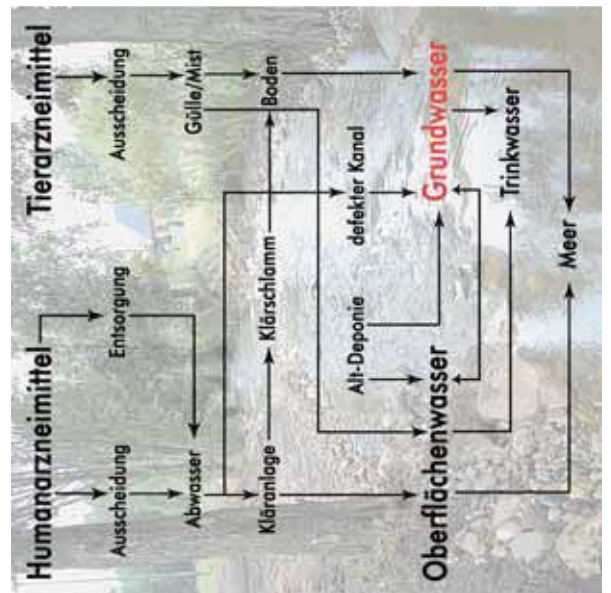 Humanarzneimittel
Tierarzneimittel
Ausscheidung
Entsorgung
Ausscheidung
Abwasser
Gülle/Mist
Kläranlage
Klärschlamm
Boden
Alt-Deponie
defekter Kanal
Oberflächenwasser
Grundwasser
Trinkwasser
Meer